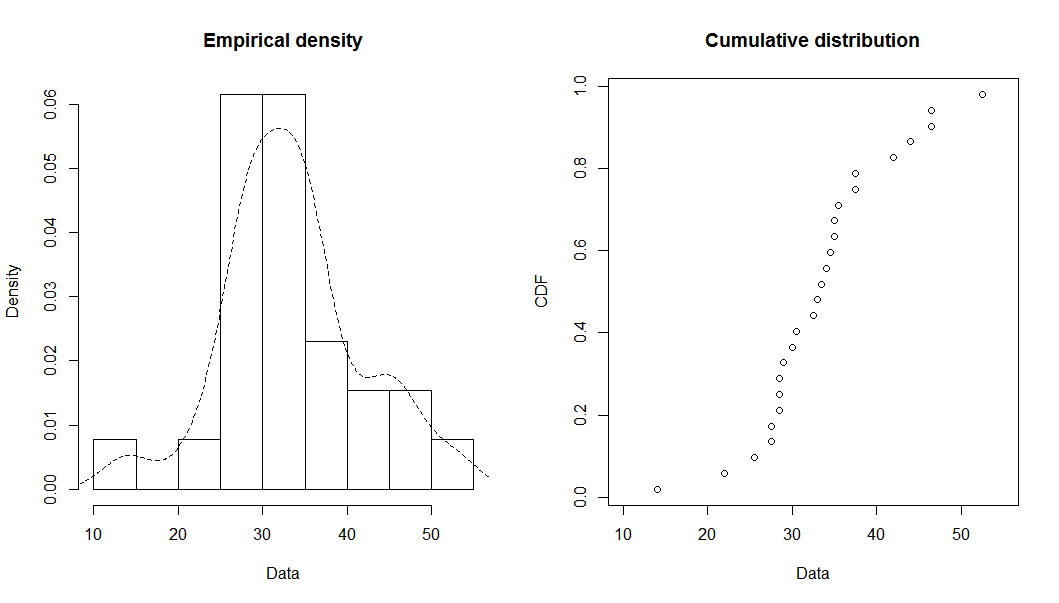 Empirical density
Density
0.00 0.01 0.02 0.03 0.04 0.05 0.06
10 20 30 40 50
Data
Cumulative distribution
CDF
0.0 0.2 0.4 0.6 0.8 1.0
10 20 30 40 50
Data